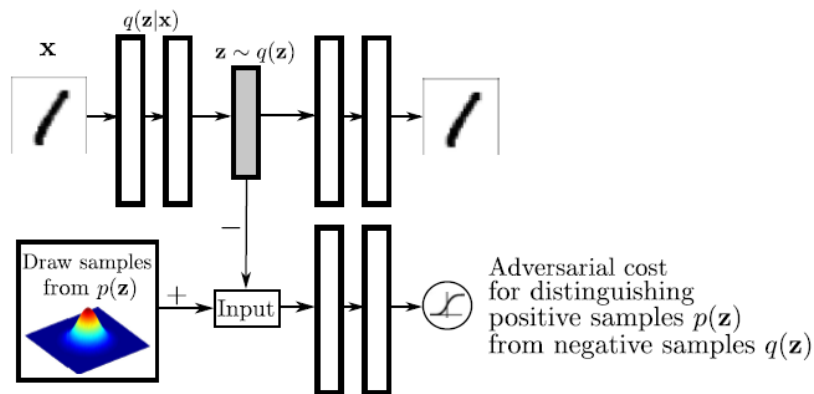 q(z|x)
x
z ∼ q(z)
−
Draw samples
from p(z)
+
Input
Adversarial cost
for distinguishing
positive samples p(z)
from negative samples q(z)